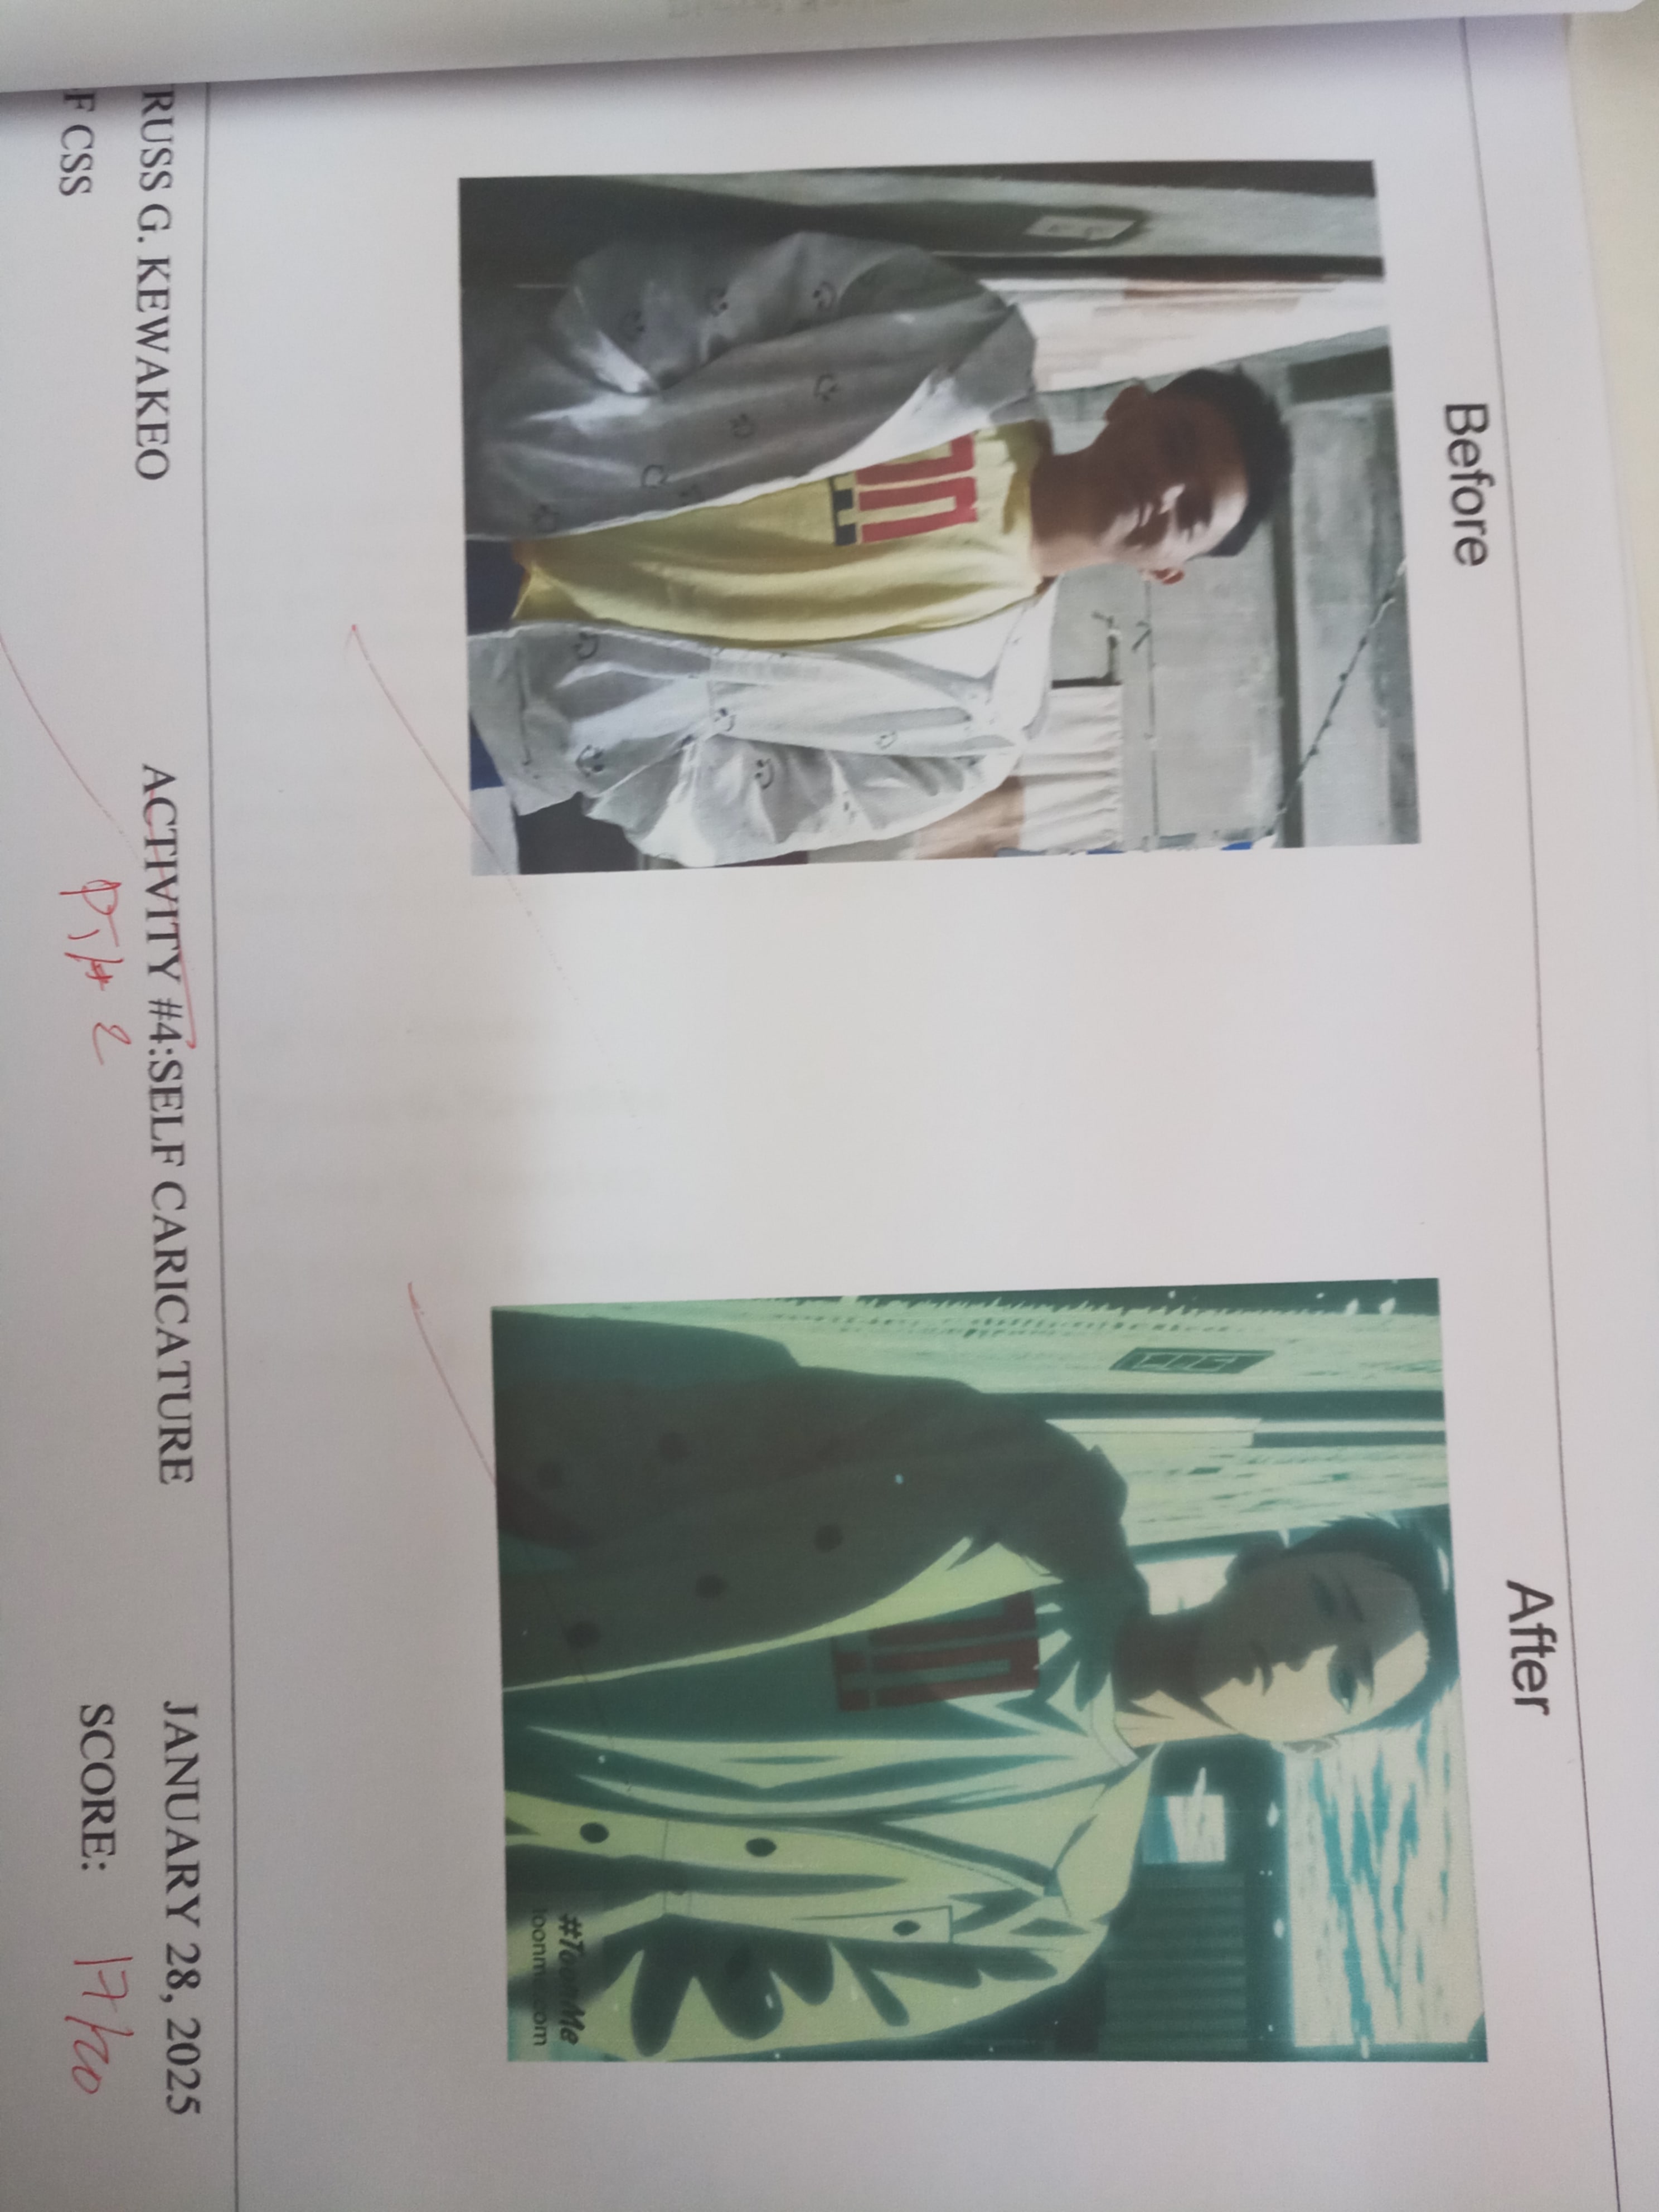 Before
After
#ToonMe
toonme.com
RUSS G. KEWAKEO
ACTIVITY #4:SELF CARICATURE
JANUARY 28, 2025
PT# 2
F CSS
SCORE: 17/20